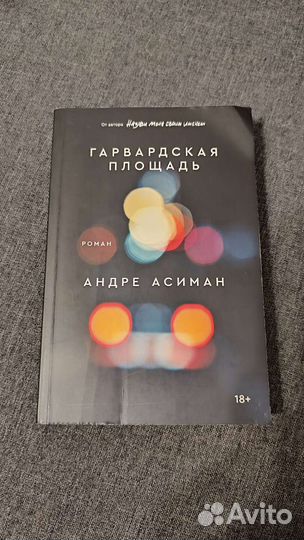 От автора Назови меня своим именем
ГАРВАРДСКАЯ
ПЛОЩАДЬ
РОМАН
АНДРЕ АСИМАН
18+
Avito